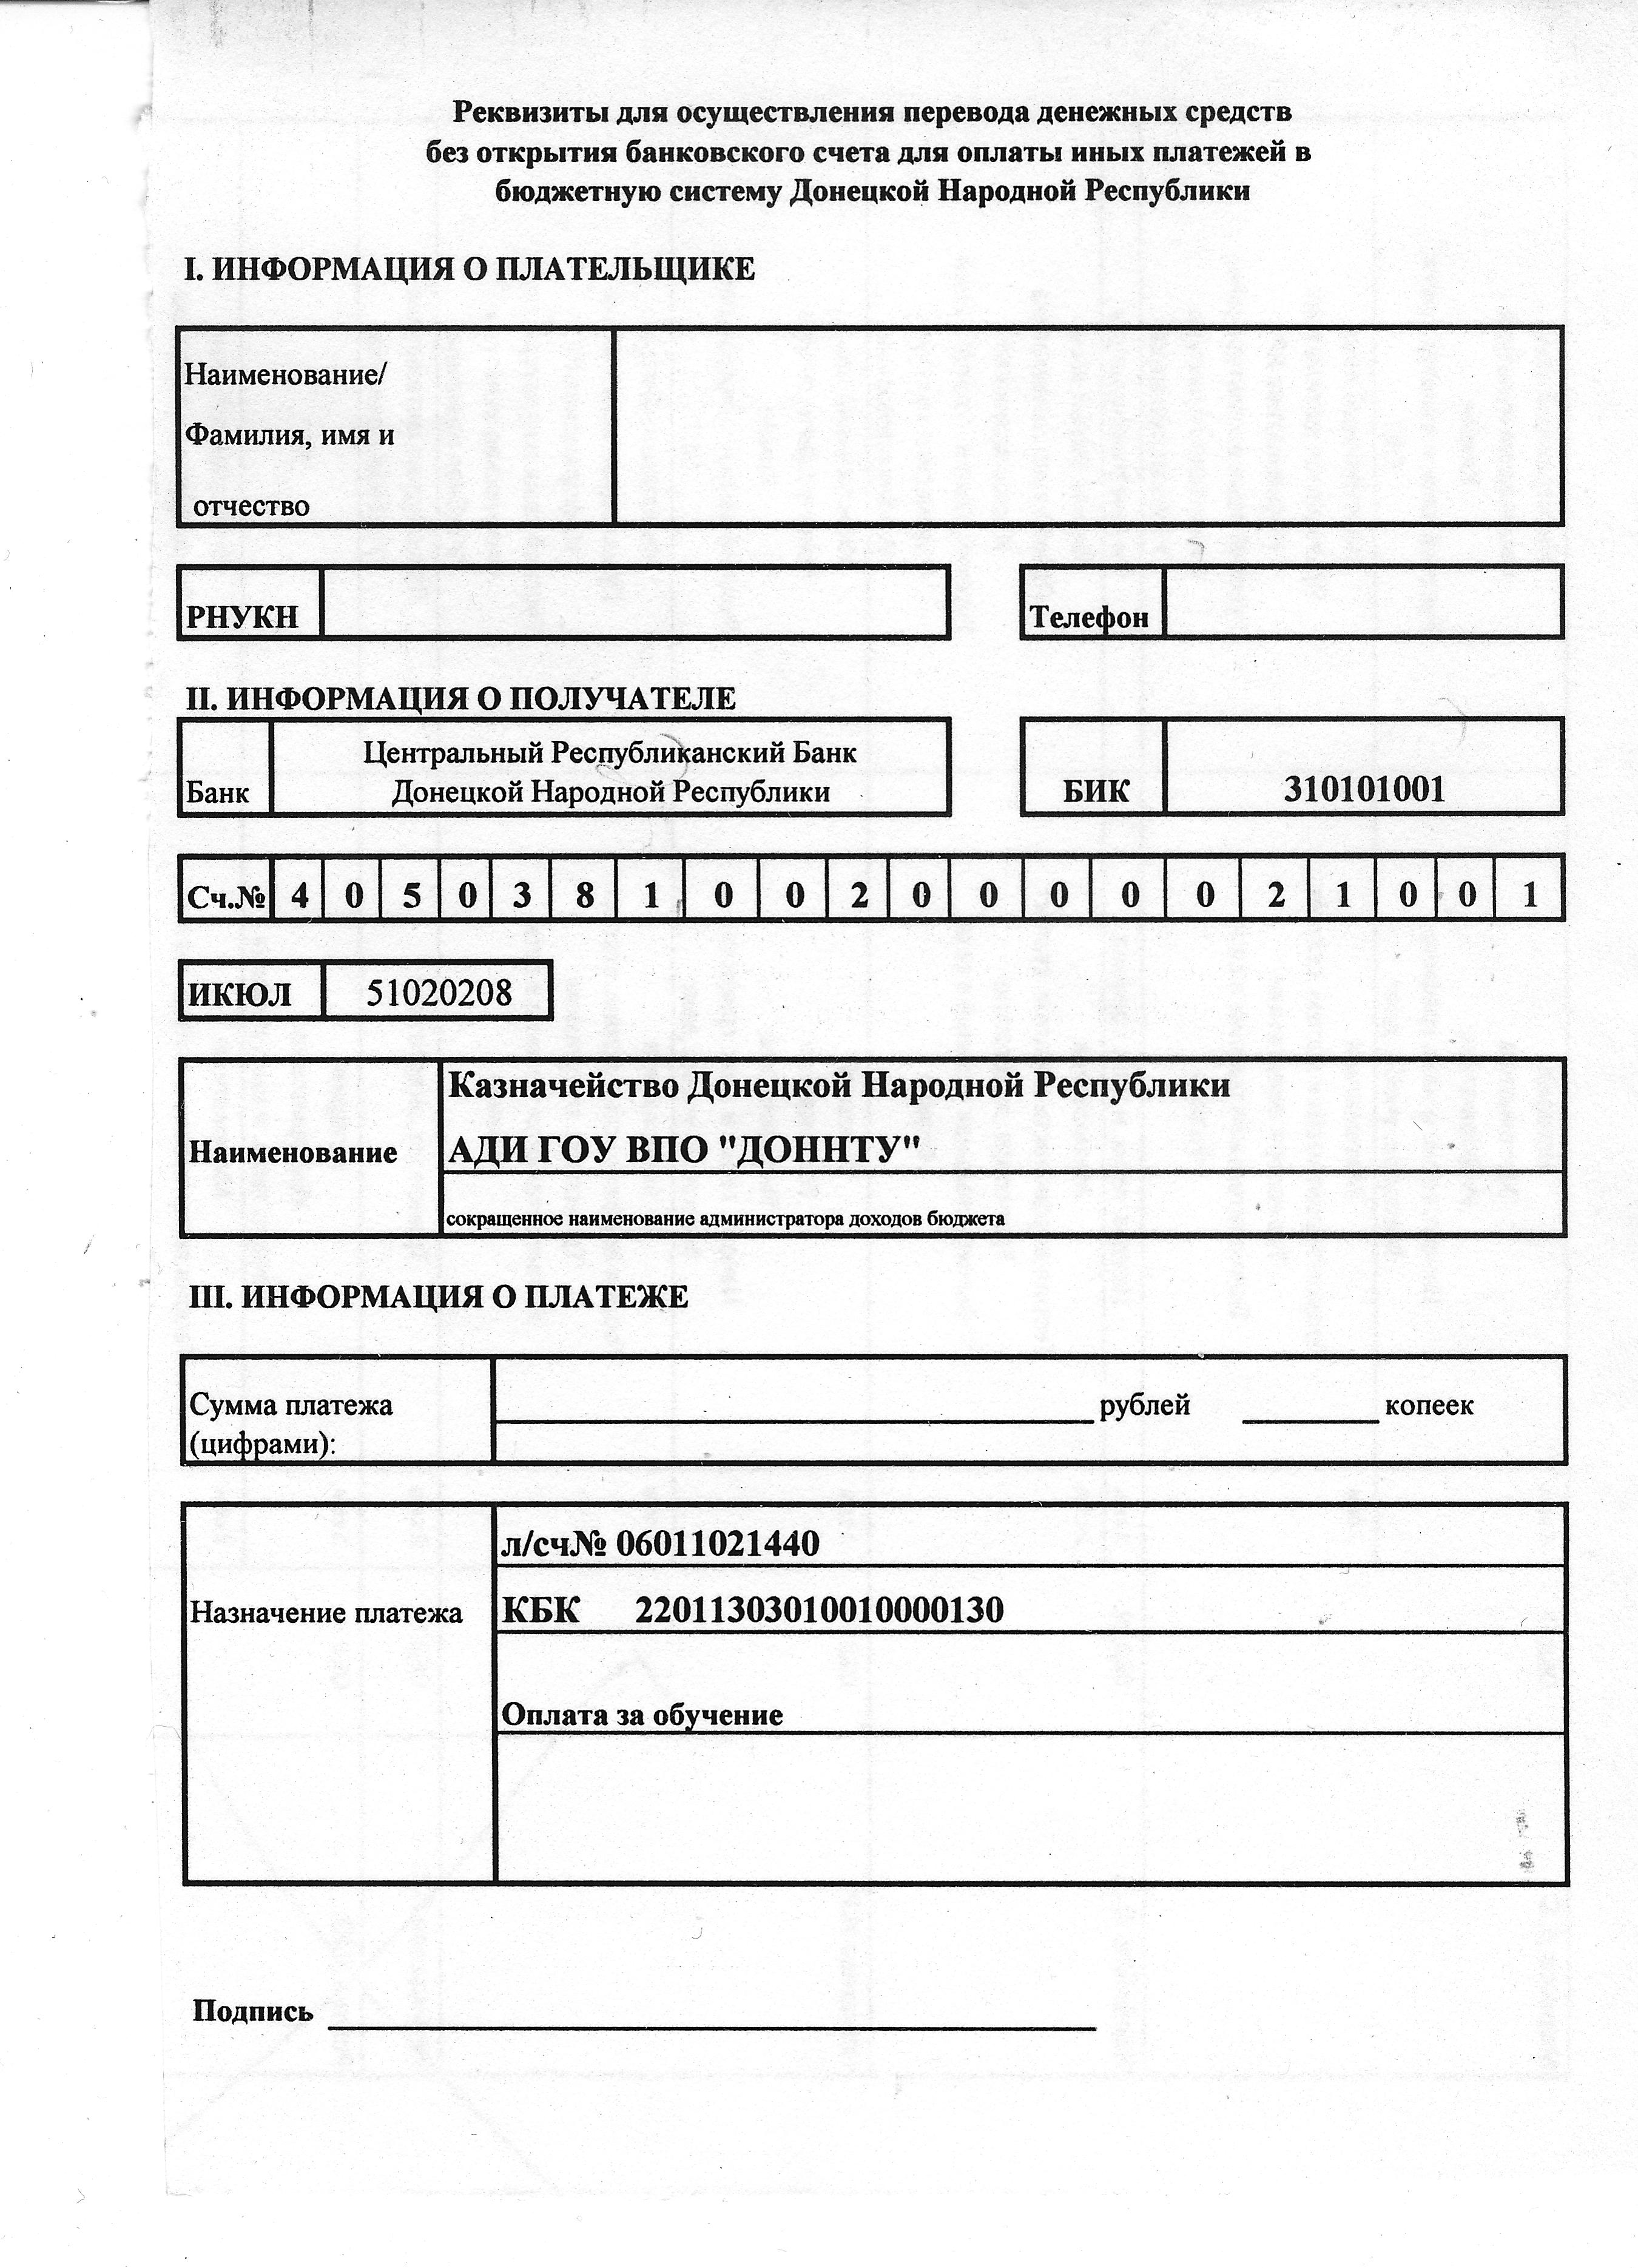 Реквизиты для осуществления перевода денежных средств
без открытия банковского счета для оплаты иных платежей в
бюджетную систему Донецкой Народной Республики
I. ИНФОРМАЦИЯ О ПЛАТЕЛЬЩИКЕ
Наименование/
Фамилия, имя и
отчество
РНУКН
Телефон
II. ИНФОРМАЦИЯ О ПОЛУЧАТЕЛЕ
Центральный Республиканский Банк
Банк Донецкой Народной Республики
БИК 310101001
Сч.№ 4 0 5 0 3 8 1 0 0 2 0 0 0 0 0 2 1 0 0 1
ИКЮЛ 51020208
Казначейство Донецкой Народной Республики
Наименование АДИ ГОУ ВПО "ДОННТУ"
сокращенное наименование администратора доходов бюджета
III. ИНФОРМАЦИЯ О ПЛАТЕЖЕ
Сумма платежа рублей копеек
(цифрами):
л/сч№ 06011021440
Назначение платежа КБК 22011303010010000130
Оплата за обучение
Подпись